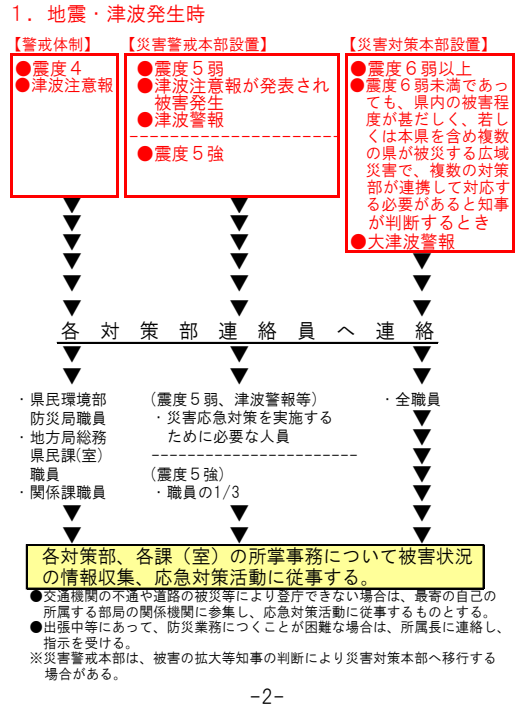 1．地震・津波発生時
【警戒体制】
●震度４
●津波注意報
【災害警戒本部設置】
●震度５弱
●津波注意報が発表され
被害発生
●津波警報
●震度５強
【災害対策本部設置】
●震度６弱以上
●震度６弱未満であっ
ても、県内の被害程
度が甚だしく、若し
くは本県を含め複数
の県が被災する広域
災害で、複数の対策
部が連携して対応す
る必要があると知事
が判断するとき
●大津波警報
各対策部連絡員へ連絡
・県民環境部
防災局職員
・地方局総務
県民課(室)
職員
・関係課職員
(震度５弱、津波警報等)
・災害応急対策を実施する
ために必要な人員
(震度５強)
・職員の1/3
・全職員
各対策部、各課（室）の所掌事務について被害状況
の情報収集、応急対策活動に従事する。
●交通機関の不通や道路の被災等により登庁できない場合は、最寄の自己の
所属する部局の関係機関に参集し、応急対策活動に従事するものとする。
●出張中等にあって、防災業務につくことが困難な場合は、所属長に連絡し、
指示を受ける。
※災害警戒本部は、被害の拡大等知事の判断により災害対策本部へ移行する
場合がある。
－2－